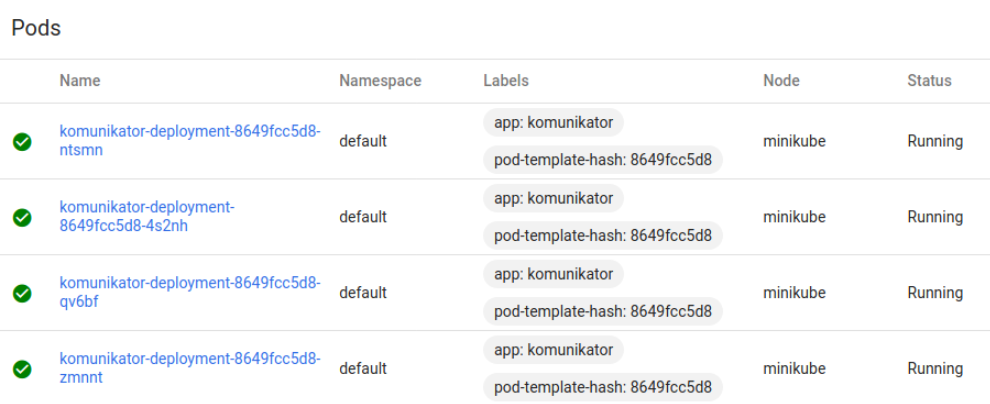 Pods
Name Namespace Labels Node Status
komunikator-deployment-8649fcc5d8-
ntsmn
default
app: komunikator
pod-template-hash: 8649fcc5d8
minikube
Running
komunikator-deployment-
8649fcc5d8-4s2nh
default
app: komunikator
pod-template-hash: 8649fcc5d8
minikube
Running
komunikator-deployment-8649fcc5d8-
qv6bf
default
app: komunikator
pod-template-hash: 8649fcc5d8
minikube
Running
komunikator-deployment-8649fcc5d8-
zmnnt
default
app: komunikator
pod-template-hash: 8649fcc5d8
minikube
Running